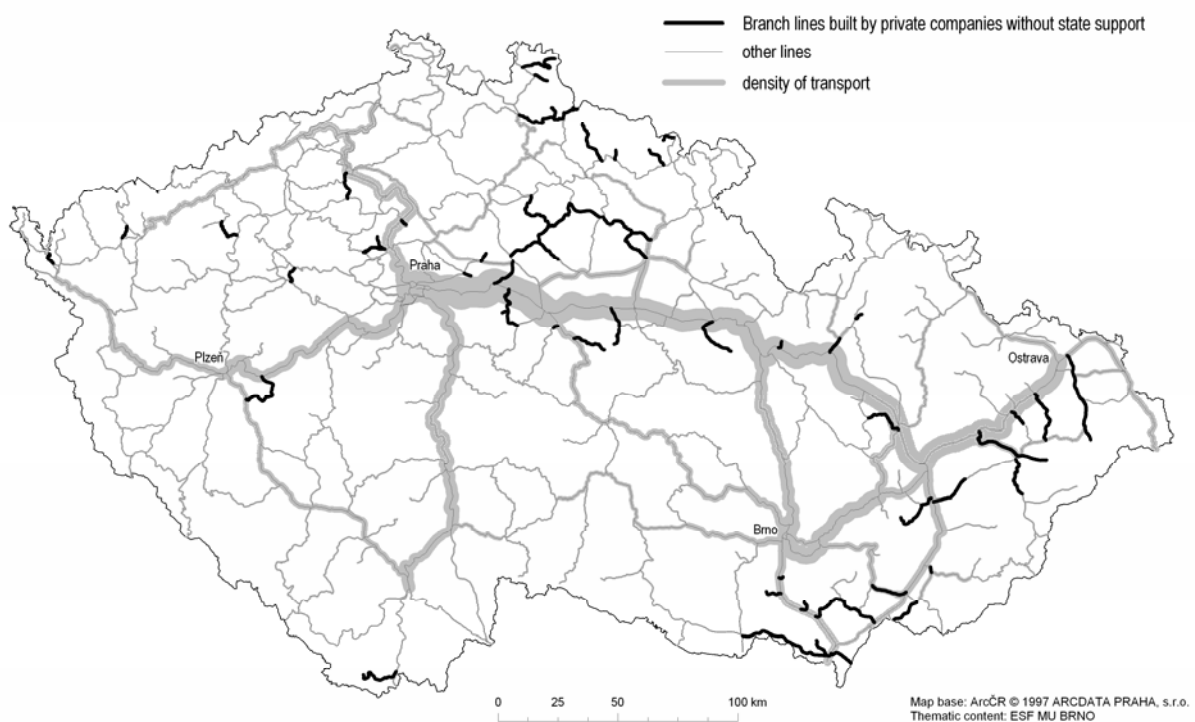 Branch lines built by private companies without state support
other lines
density of transport
Praha
Plzeň
Ostrava
Brno
0 25 50 100 km
Map base: ArcČR © 1997 ARCDATA PRAHA, s.r.o.
Thematic content: ESF MU BRNO